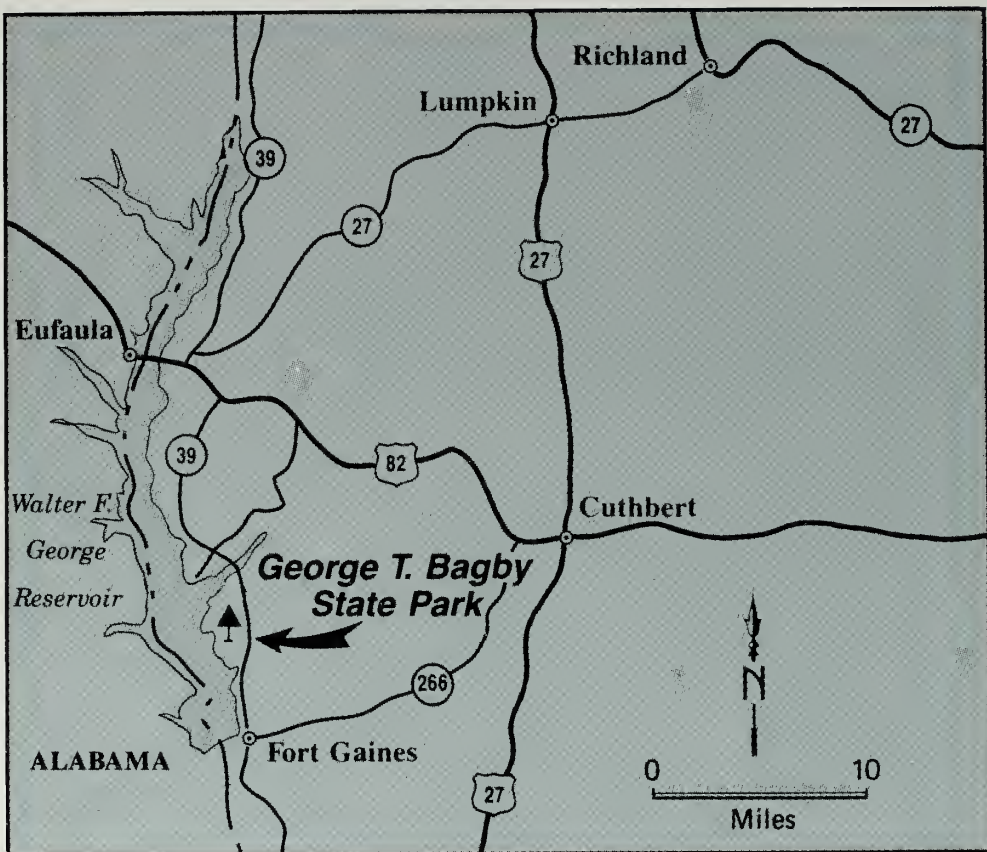 Richland
Lumpkin
27
39
27
27
Eufaula
39
82
Walter F.
George
Reservoir
Cuthbert
George T. Bagby
State Park
266
N
ALABAMA
Fort Gaines
27
0 10
Miles